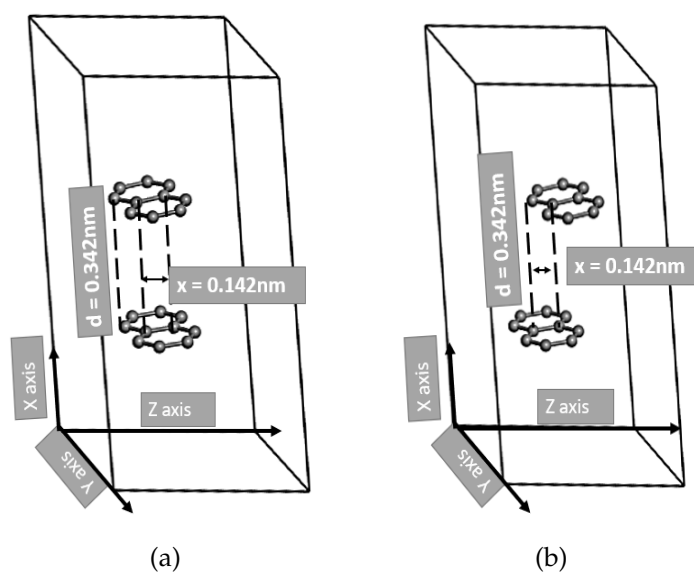 d = 0.342nm
x = 0.142nm
X axis
Z axis
Y axis
(a)
d = 0.342nm
x = 0.142nm
X axis
Z axis
Y axis
(b)